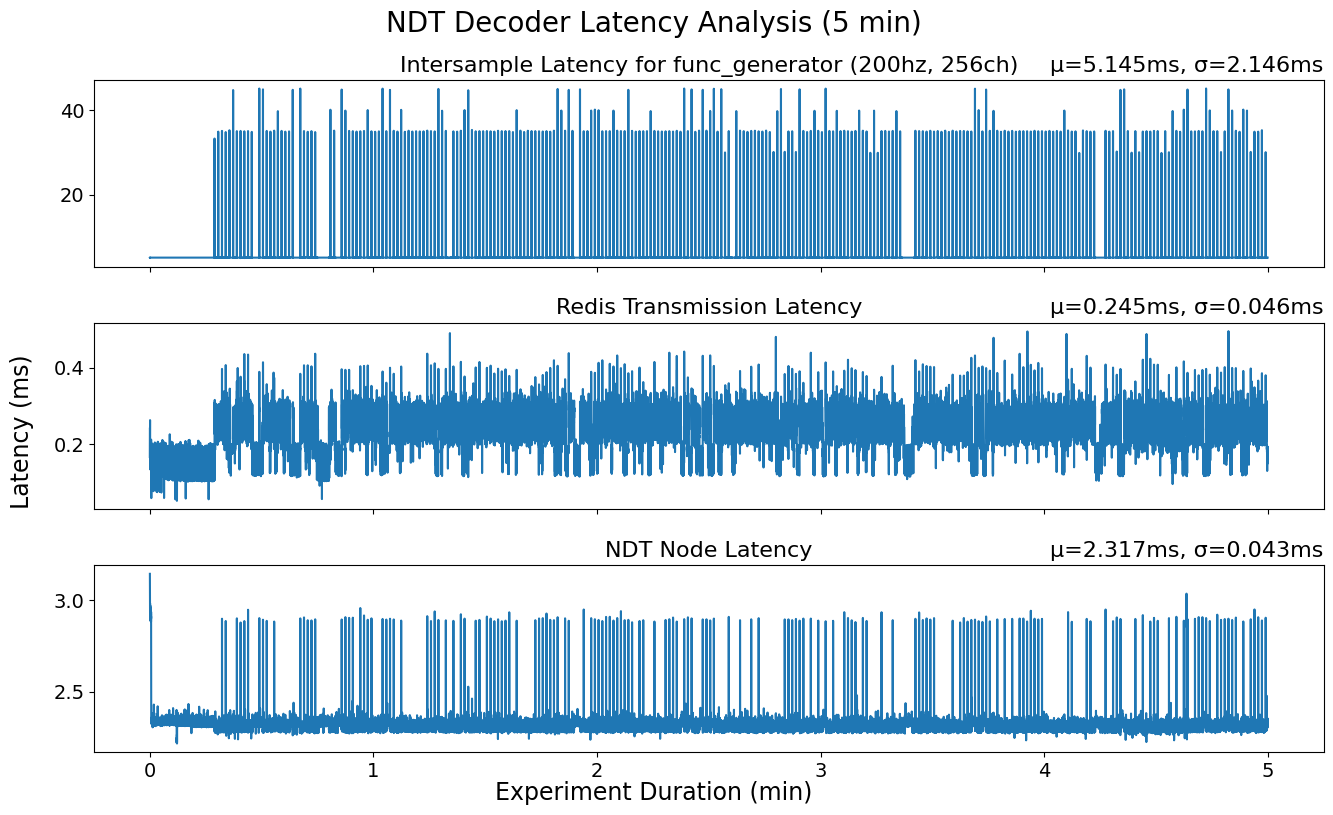 NDT Decoder Latency Analysis (5 min)
Intersample Latency for func_generator (200hz, 256ch) μ=5.145ms, σ=2.146ms
40
20
Redis Transmission Latency μ=0.245ms, σ=0.046ms
0.4
0.2
Latency (ms)
NDT Node Latency μ=2.317ms, σ=0.043ms
3.0
2.5
0 1 2 3 4 5
Experiment Duration (min)